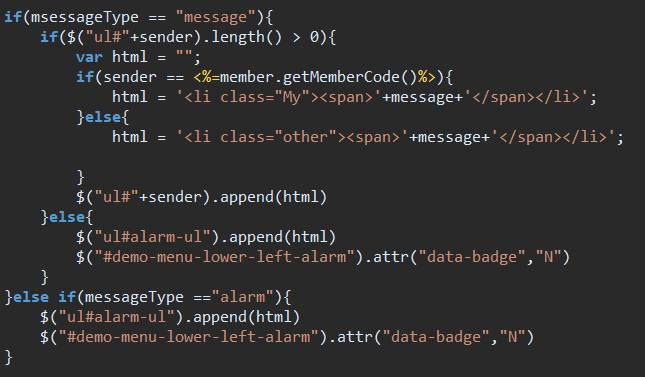 if(msessageType == "message"){
    if($("ul#"+sender).length() > 0){
        var html = "";
        if(sender == <%=member.getMemberCode()%>){
            html = '<li class="My"><span>'+message+'</span></li>';
        }else{
            html = '<li class="other"><span>'+message+'</span></li>';
        }
        $("ul#"+sender).append(html)
    }else{
        $("ul#alarm-ul").append(html)
        $("#demo-menu-lower-left-alarm").attr("data-badge","N")
    }
}else if(messageType =="alarm"){
    $("ul#alarm-ul").append(html)
    $("#demo-menu-lower-left-alarm").attr("data-badge","N")
}